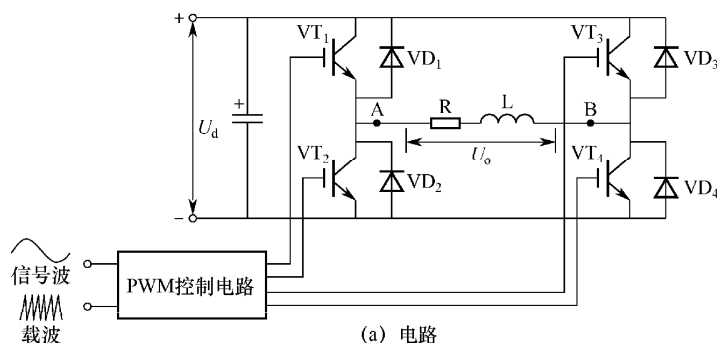 +
VT₁
VD₁
VT₃
VD₃
+
U_d
A
R
L
B
U_o
VT₂
VD₂
VT₄
VD₄
−
信号波
载波
PWM控制电路
(a) 电路